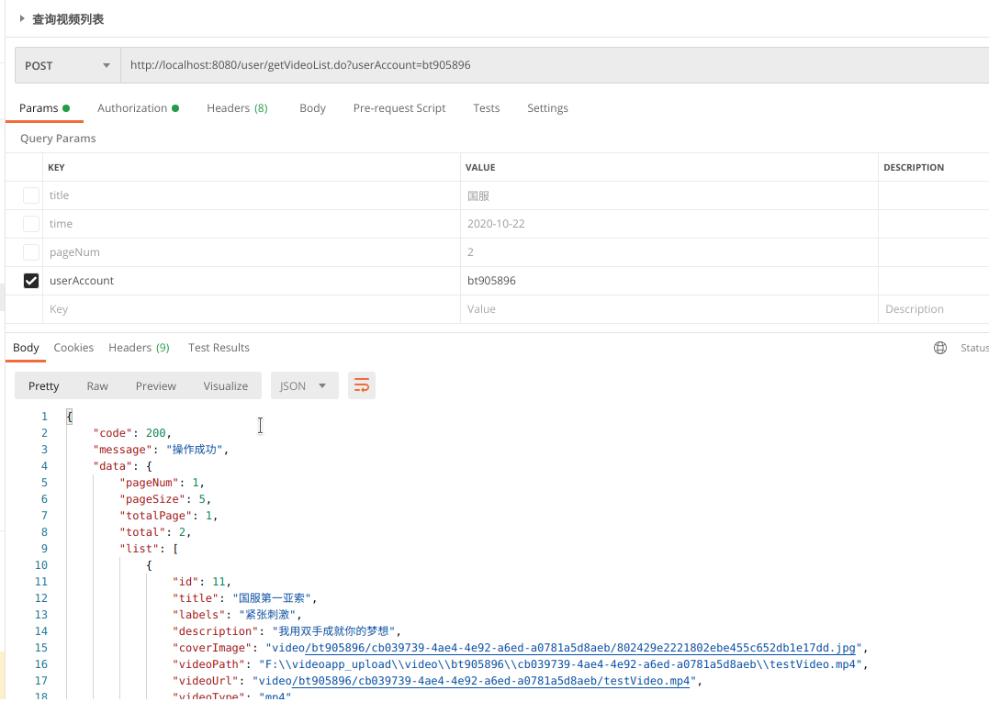 查询视频列表
POST http://localhost:8080/user/getVideoList.do?userAccount=bt905896
Params Authorization Headers (8) Body Pre-request Script Tests Settings
Query Params
KEY VALUE DESCRIPTION
title 国服
time 2020-10-22
pageNum 2
userAccount bt905896
Key Value Description
Body Cookies Headers (9) Test Results Status
Pretty Raw Preview Visualize JSON
1 {
2 "code": 200,
3 "message": "操作成功",
4 "data": {
5 "pageNum": 1,
6 "pageSize": 5,
7 "totalPage": 1,
8 "total": 2,
9 "list": [
10 {
11 "id": 11,
12 "title": "国服第一亚索",
13 "labels": "紧张刺激",
14 "description": "我用双手成就你的梦想",
15 "coverImage": "video/bt905896/cb039739-4ae4-4e92-a6ed-a0781a5d8aeb/802429e2221802ebe455c652db1e17dd.jpg",
16 "videoPath": "F:\\videoapp_upload\\video\\bt905896\\cb039739-4ae4-4e92-a6ed-a0781a5d8aeb\\testVideo.mp4",
17 "videoUrl": "video/bt905896/cb039739-4ae4-4e92-a6ed-a0781a5d8aeb/testVideo.mp4",
18 "videoType": "mp4"